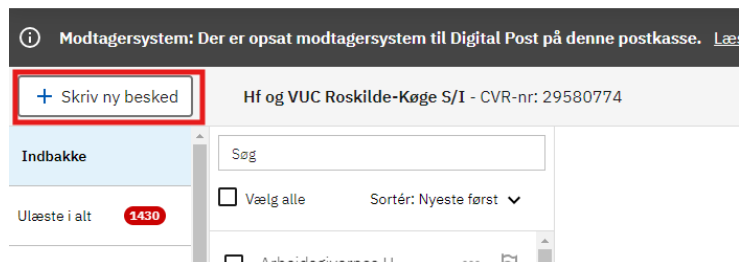 Modtagersystem: Der er opsat modtagersystem til Digital Post på denne postkasse.
+ Skriv ny besked
Hf og VUC Roskilde-Køge S/I - CVR-nr: 29580774
Indbakke
Søg
Vælg alle Sortér: Nyeste først
Ulæste i alt 1430